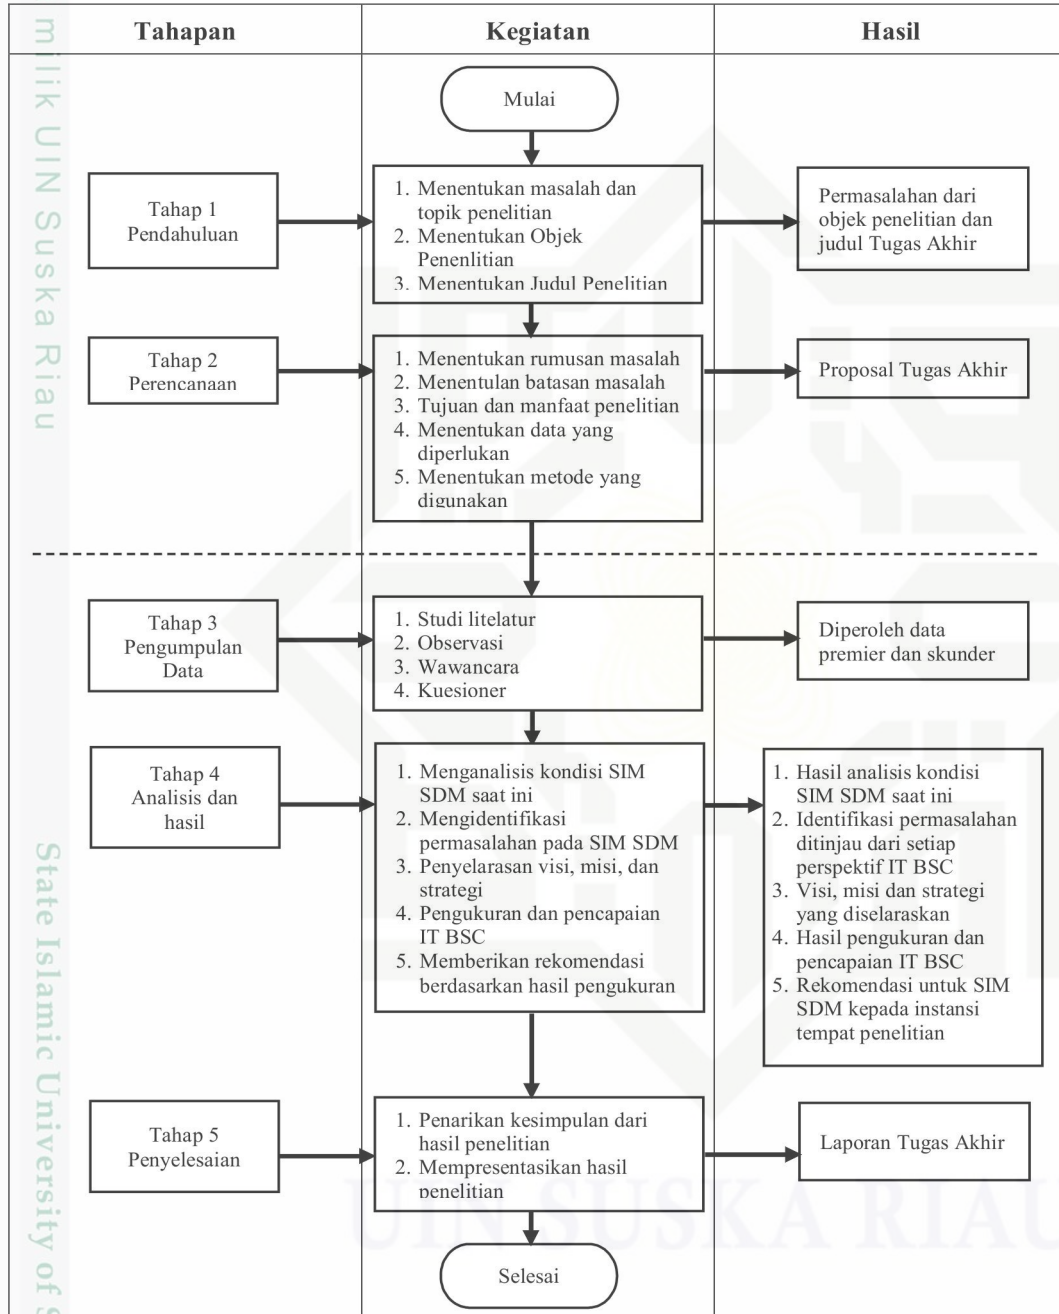 Tahapan
Kegiatan
Hasil
Mulai
Tahap 1
Pendahuluan
1. Menentukan masalah dan
topik penelitian
2. Menentukan Objek
Penenlitian
3. Menentukan Judul Penelitian
Permasalahan dari
objek penelitian dan
judul Tugas Akhir
Tahap 2
Perencanaan
1. Menentukan rumusan masalah
2. Mentulan batasan masalah
3. Tujuan dan manfaat penelitian
4. Menentukan data yang
diperlukan
5. Menentukan metode yang
digunakan
Proposal Tugas Akhir
Tahap 3
Pengumpulan
Data
1. Studi litelatur
2. Observasi
3. Wawancara
4. Kuesioner
Diperoleh data
premier dan skunder
Tahap 4
Analisis dan
hasil
1. Menganalisis kondisi SIM
SDM saat ini
2. Mengidentifikasi
permasalahan pada SIM SDM
3. Penyelarasan visi, misi, dan
strategi
4. Pengukuran dan pencapaian
IT BSC
5. Memberikan rekomendasi
berdasarkan hasil pengukuran
1. Hasil analisis kondisi
SIM SDM saat ini
2. Identifikasi permasalahan
ditinjau dari setiap
perspektif IT BSC
3. Visi, misi dan strategi
yang diselaraskan
4. Hasil pengukuran dan
pencapaian IT BSC
5. Rekomendasi untuk SIM
SDM kepada instansi
tempat penelitian
Tahap 5
Penyelesaian
1. Penarikan kesimpulan dari
hasil penelitian
2. Mempresentasikan hasil
penelitian
Laporan Tugas Akhir
Selesai
milik UIN Suska Riau
State Islamic University of S
UIN SUSKA RIAU